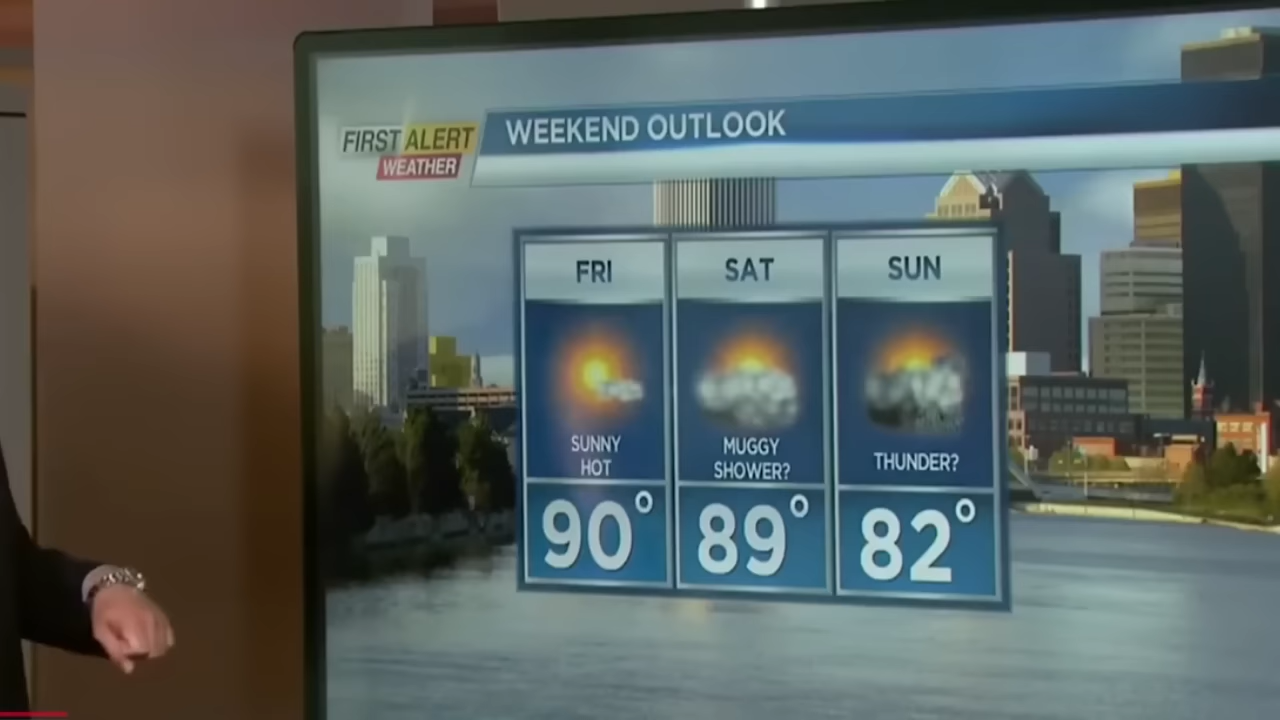 FIRST ALERT
WEATHER
WEEKEND OUTLOOK
FRI
SUNNY
HOT
90°
SAT
MUGGY
SHOWER?
89°
SUN
THUNDER?
82°